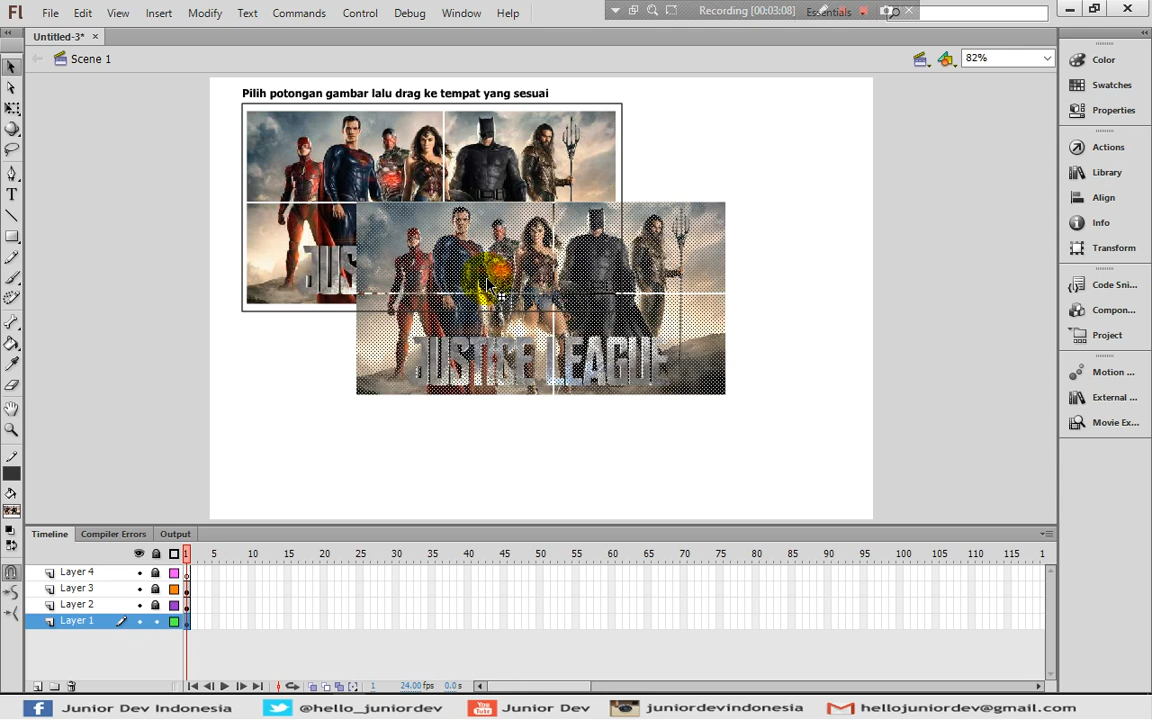 Fl File Edit View Insert Modify Text Commands Control Debug Window Help Recording [00:03:08] Essentials
Untitled-3* ×
Scene 1 82%
Pilih potongan gambar lalu drag ke tempat yang sesuai
JUS
JUSTICE LEAGUE
Color
Swatches
Properties
Actions
Library
Align
Info
Transform
Code Sni...
Compon...
Project
Motion ...
External ...
Movie Ex...
Timeline Compiler Errors Output
1 5 10 15 20 25 30 35 40 45 50 55 60 65 70 75 80 85 90 95 100 105 110 115 1
Layer 4
Layer 3
Layer 2
Layer 1
1 24.00 fps 0.0 s
Junior Dev Indonesia @hello_juniordev Junior Dev juniordevindonesia hellojuniordev@gmail.com